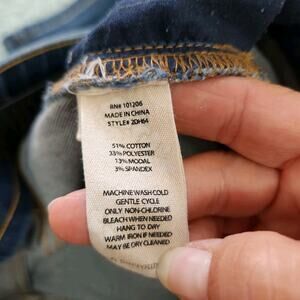 RN# 101206
MADE IN CHINA
STYLE# 2DH64
51% COTTON
33% POLYESTER
13% MODAL
3% SPANDEX
MACHINE WASH COLD
GENTLE CYCLE
ONLY NON-CHLORINE
BLEACH WHEN NEEDED
HANG TO DRY
WARM IRON IF NEEDED
MAY BE DRY CLEANED